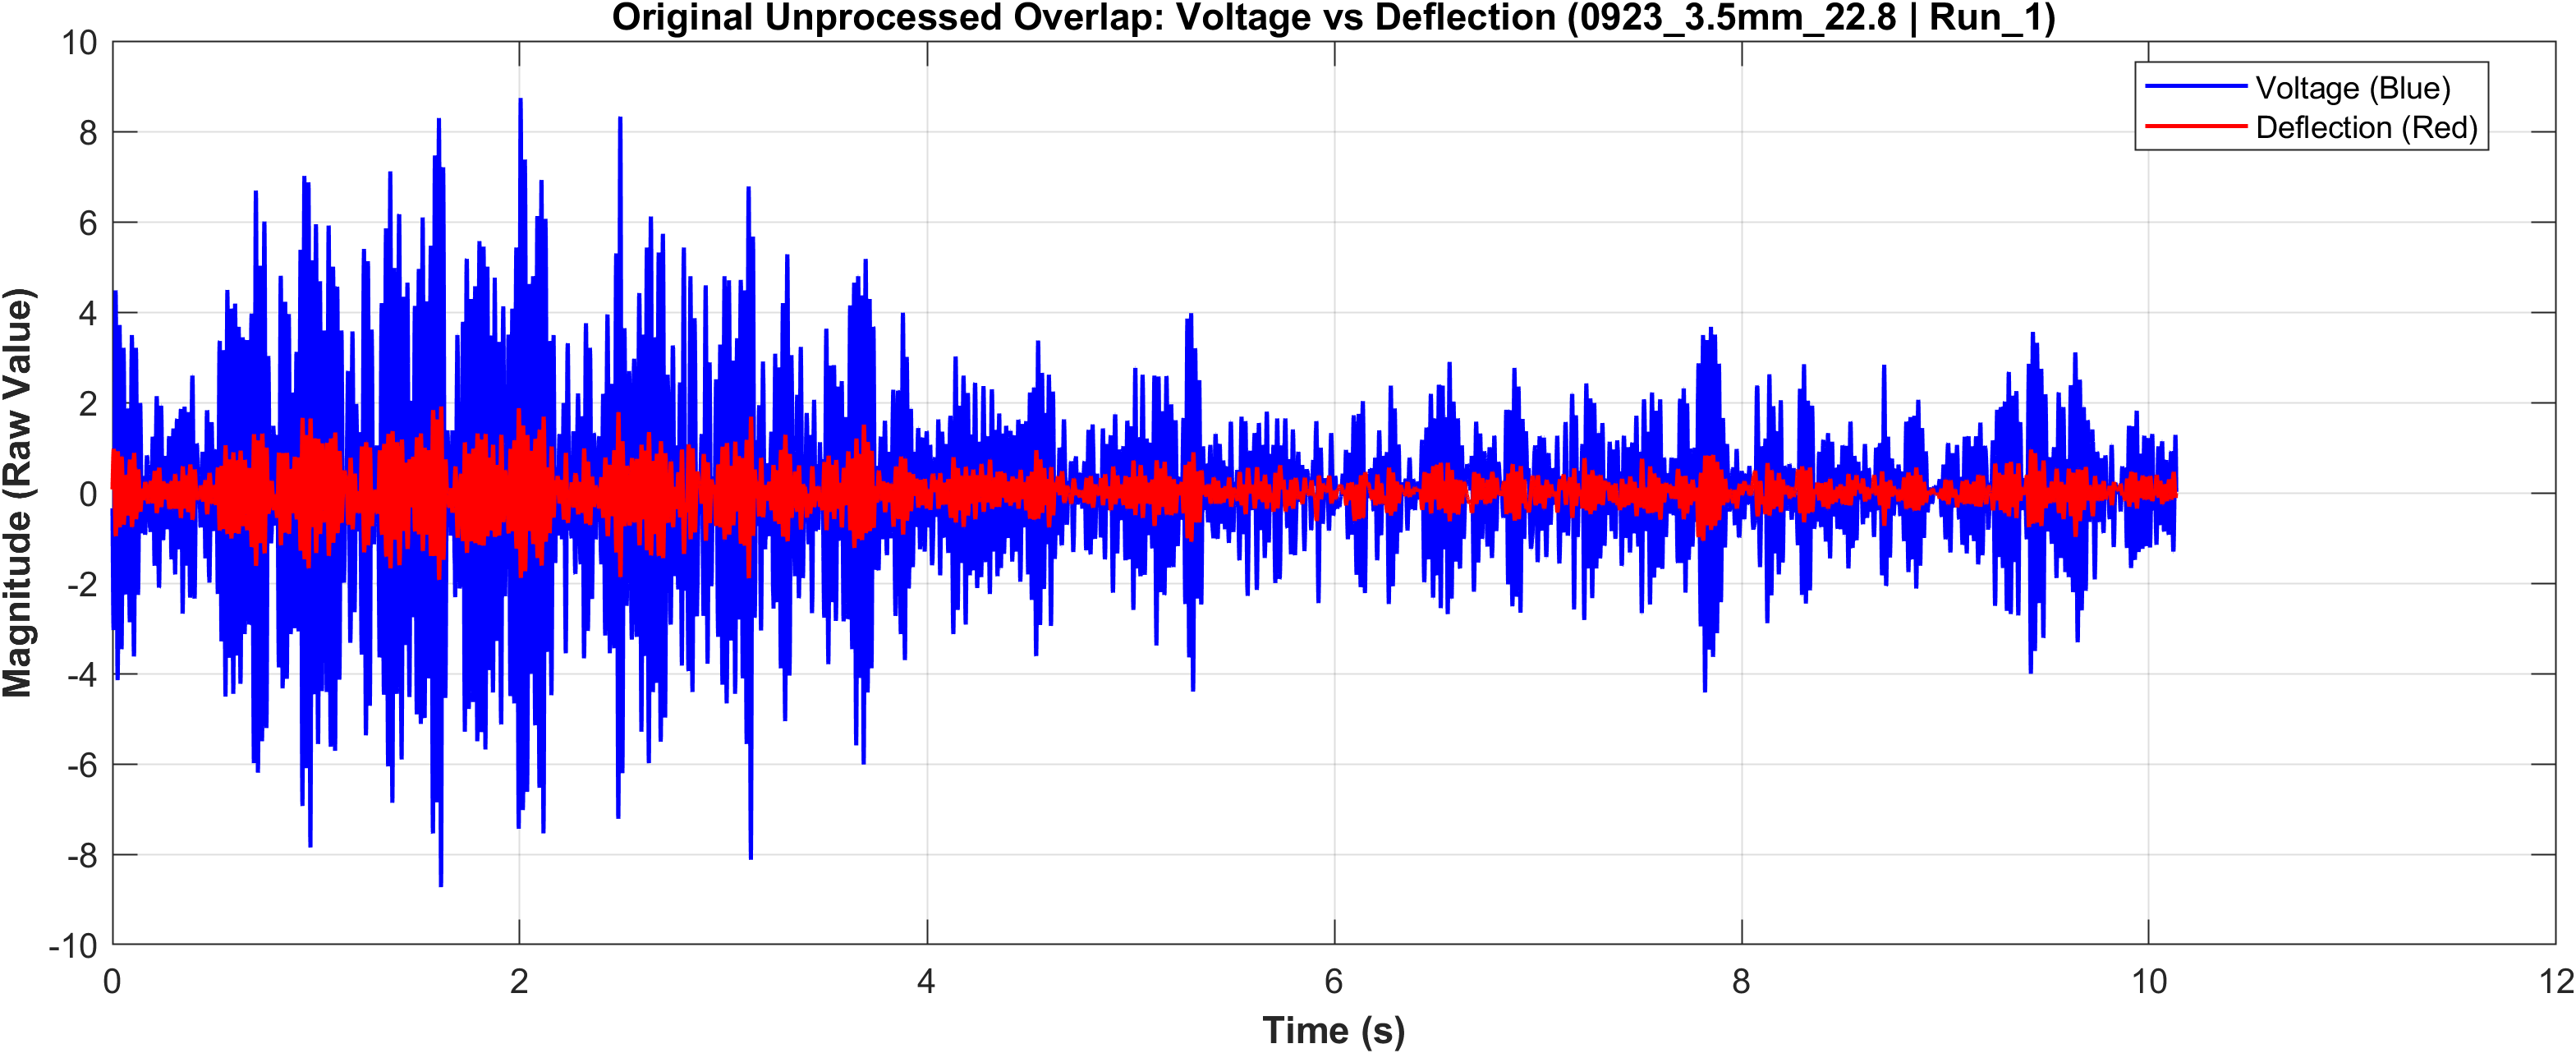 Original Unprocessed Overlap: Voltage vs Deflection (0923_3.5mm_22.8 | Run_1)
10
8
6
4
2
0
-2
-4
-6
-8
-10
Magnitude (Raw Value)
Voltage (Blue)
Deflection (Red)
0 2 4 6 8 10 12
Time (s)